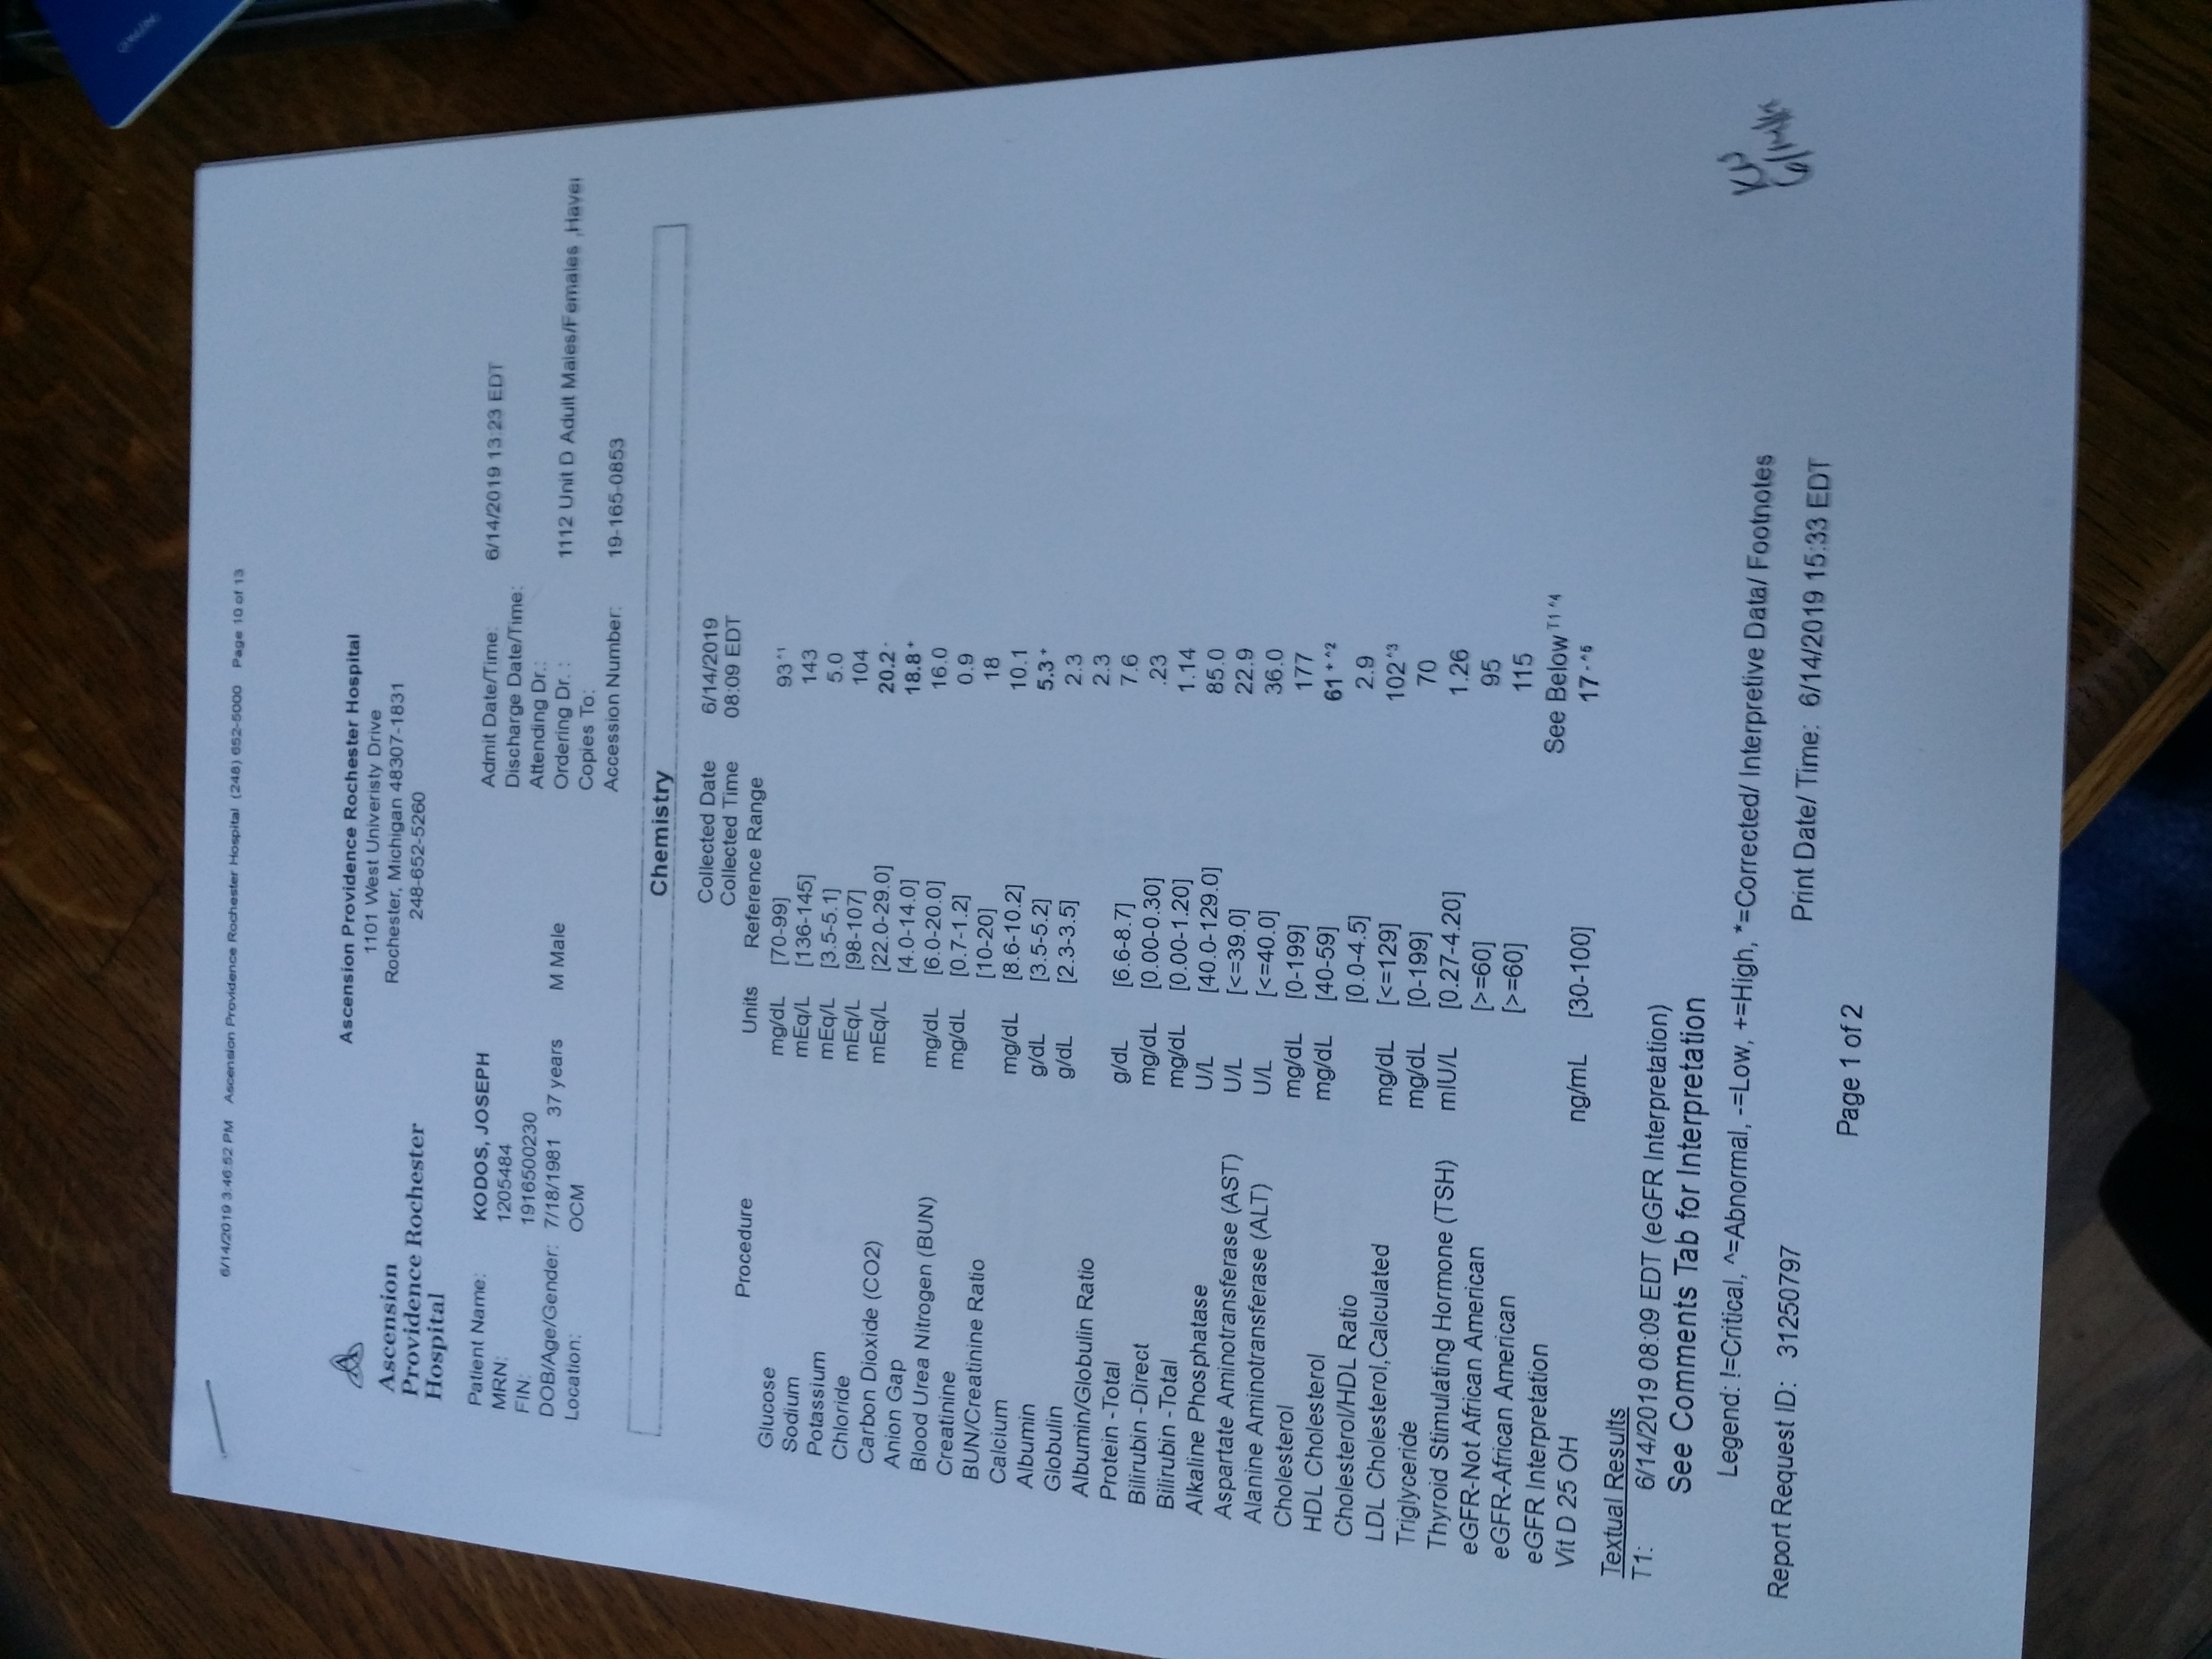 6/14/2019 3:46:52 PM Ascension Providence Rochester Hospital (248) 652-5000 Page 10 of 13
Ascension
Providence Rochester
Hospital
Ascension Providence Rochester Hospital
1101 West Univeristy Drive
Rochester, Michigan 48307-1831
248-652-5260
Patient Name: KODOS, JOSEPH
MRN: 1205484
FIN: 1916500230
DOB/Age/Gender: 7/18/1981 37 years M Male
Location: OCM
Admit Date/Time: 6/14/2019 13:23 EDT
Discharge Date/Time:
Attending Dr.:
Ordering Dr. : 1112 Unit D Adult Males/Females ,Haven
Copies To:
Accession Number: 19-165-0853
Chemistry
Collected Date 6/14/2019
Collected Time 08:09 EDT
Procedure Units Reference Range
Glucose mg/dL [70-99] 93^1
Sodium mEq/L [136-145] 143
Potassium mEq/L [3.5-5.1] 5.0
Chloride mEq/L [98-107] 104
Carbon Dioxide (CO2) mEq/L [22.0-29.0] 20.2-
Anion Gap [4.0-14.0] 18.8+
Blood Urea Nitrogen (BUN) mg/dL [6.0-20.0] 16.0
Creatinine mg/dL [0.7-1.2] 0.9
BUN/Creatinine Ratio [10-20] 18
Calcium mg/dL [8.6-10.2] 10.1
Albumin g/dL [3.5-5.2] 5.3+
Globulin g/dL [2.3-3.5] 2.3
Albumin/Globulin Ratio 2.3
Protein -Total g/dL [6.6-8.7] 7.6
Bilirubin -Direct mg/dL [0.00-0.30] .23
Bilirubin -Total mg/dL [0.00-1.20] 1.14
Alkaline Phosphatase U/L [40.0-129.0] 85.0
Aspartate Aminotransferase (AST) U/L [<=39.0] 22.9
Alanine Aminotransferase (ALT) U/L [<=40.0] 36.0
Cholesterol mg/dL [0-199] 177
HDL Cholesterol mg/dL [40-59] 61+^2
Cholesterol/HDL Ratio [0.0-4.5] 2.9
LDL Cholesterol,Calculated mg/dL [<=129] 102^3
Triglyceride mg/dL [0-199] 70
Thyroid Stimulating Hormone (TSH) mIU/L [0.27-4.20] 1.26
eGFR-Not African American [>=60] 95
eGFR-African American [>=60] 115
eGFR Interpretation See Below T1 ^4
Vit D 25 OH ng/mL [30-100] 17-^5
Textual Results
T1: 6/14/2019 08:09 EDT (eGFR Interpretation)
See Comments Tab for Interpretation
Legend: !=Critical, ^=Abnormal, -=Low, +=High, *=Corrected/ Interpretive Data/ Footnotes
Report Request ID: 31250797
Print Date/ Time: 6/14/2019 15:33 EDT
Page 1 of 2